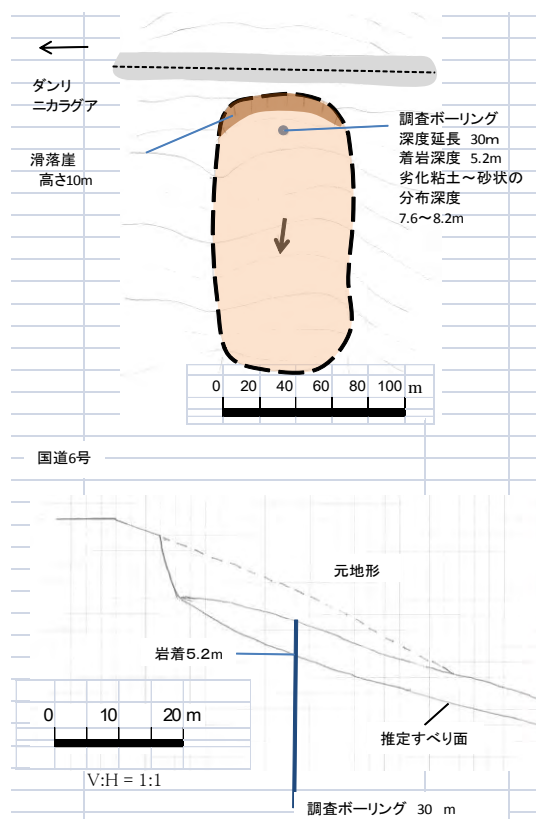 ダンリ
ニカラグア
滑落崖
高さ10m
調査ボーリング
深度延長 30m
着岩深度 5.2m
劣化粘土～砂状の
分布深度
7.6～8.2m
0 20 40 60 80 100 m
国道6号
元地形
岩着5.2m
0 10 20 m
推定すべり面
V:H = 1:1
調査ボーリング 30 m